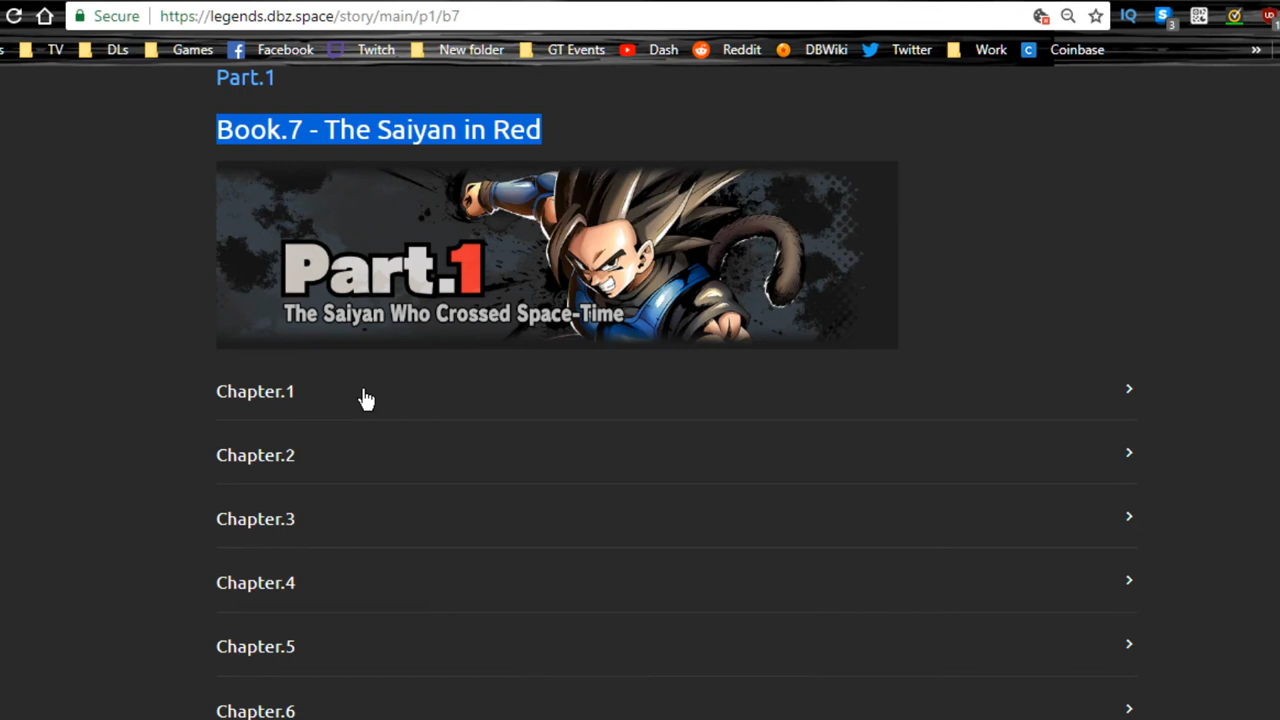 Secure https://legends.dbz.space/story/main/p1/b7
3
s TV DLs Games Facebook Twitch New folder GT Events Dash Reddit DBWiki Twitter Work C Coinbase »
Part.1
Book.7 - The Saiyan in Red
Part.1
The Saiyan Who Crossed Space-Time
Chapter.1
Chapter.2
Chapter.3
Chapter.4
Chapter.5
Chapter.6